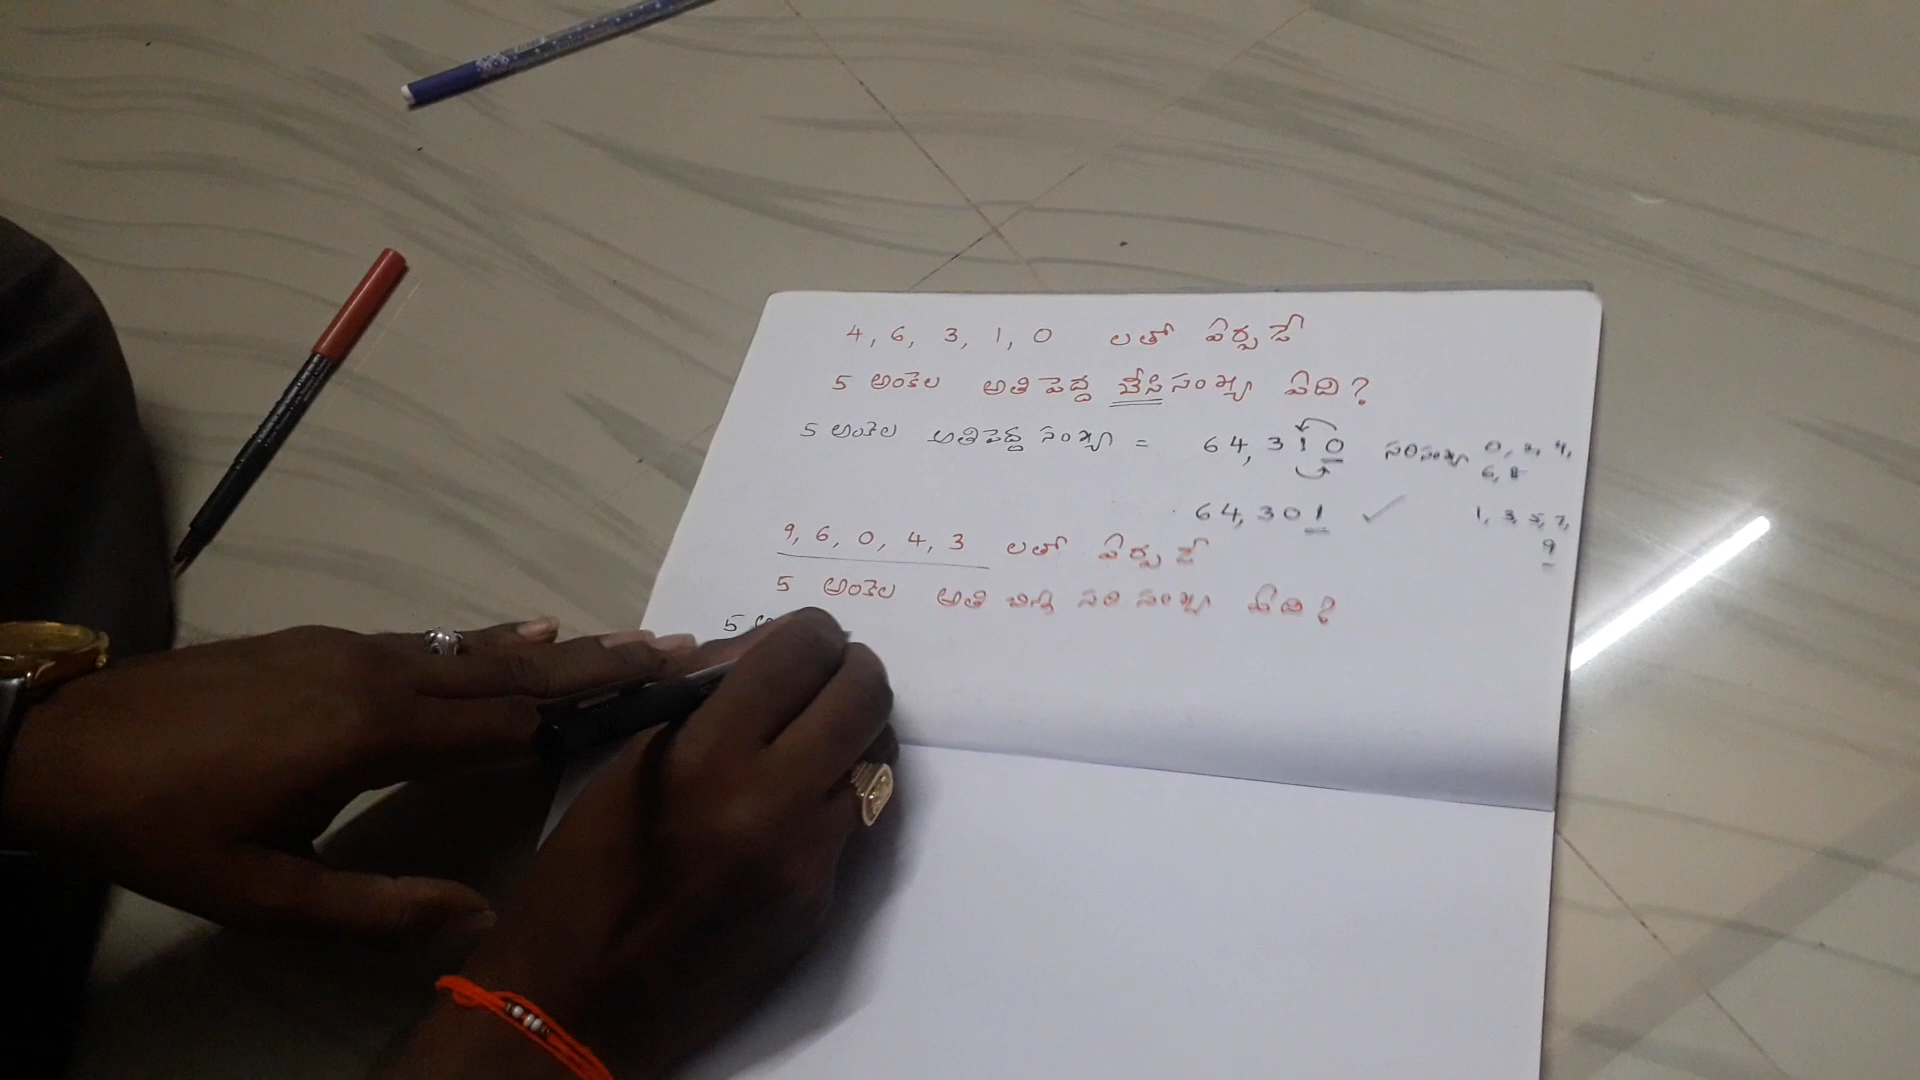 4, 6, 3, 1, 0 లతో ఏర్పడే
5 అంకెల అతి పెద్ద బేసి సంఖ్య ఏది?
5 అంకెల అతిపెద్ద సంఖ్య = 64,310 సరిసంఖ్య 0, 2, 4,
6, 8
64,301 ✓ 1, 3, 5, 7,
9
9, 6, 0, 4, 3 లతో ఏర్పడే
5 అంకెల అతి చిన్న సరి సంఖ్య ఏది?
5